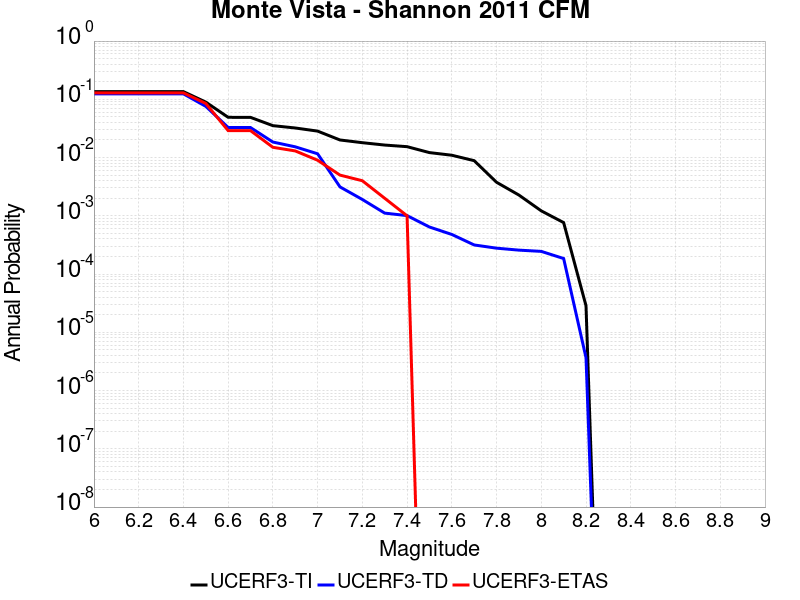 Monte Vista - Shannon 2011 CFM
10^0
10^-1
10^-2
10^-3
10^-4
10^-5
10^-6
10^-7
10^-8
Annual Probability
6 6.2 6.4 6.6 6.8 7 7.2 7.4 7.6 7.8 8 8.2 8.4 8.6 8.8 9
Magnitude
UCERF3-TI UCERF3-TD UCERF3-ETAS